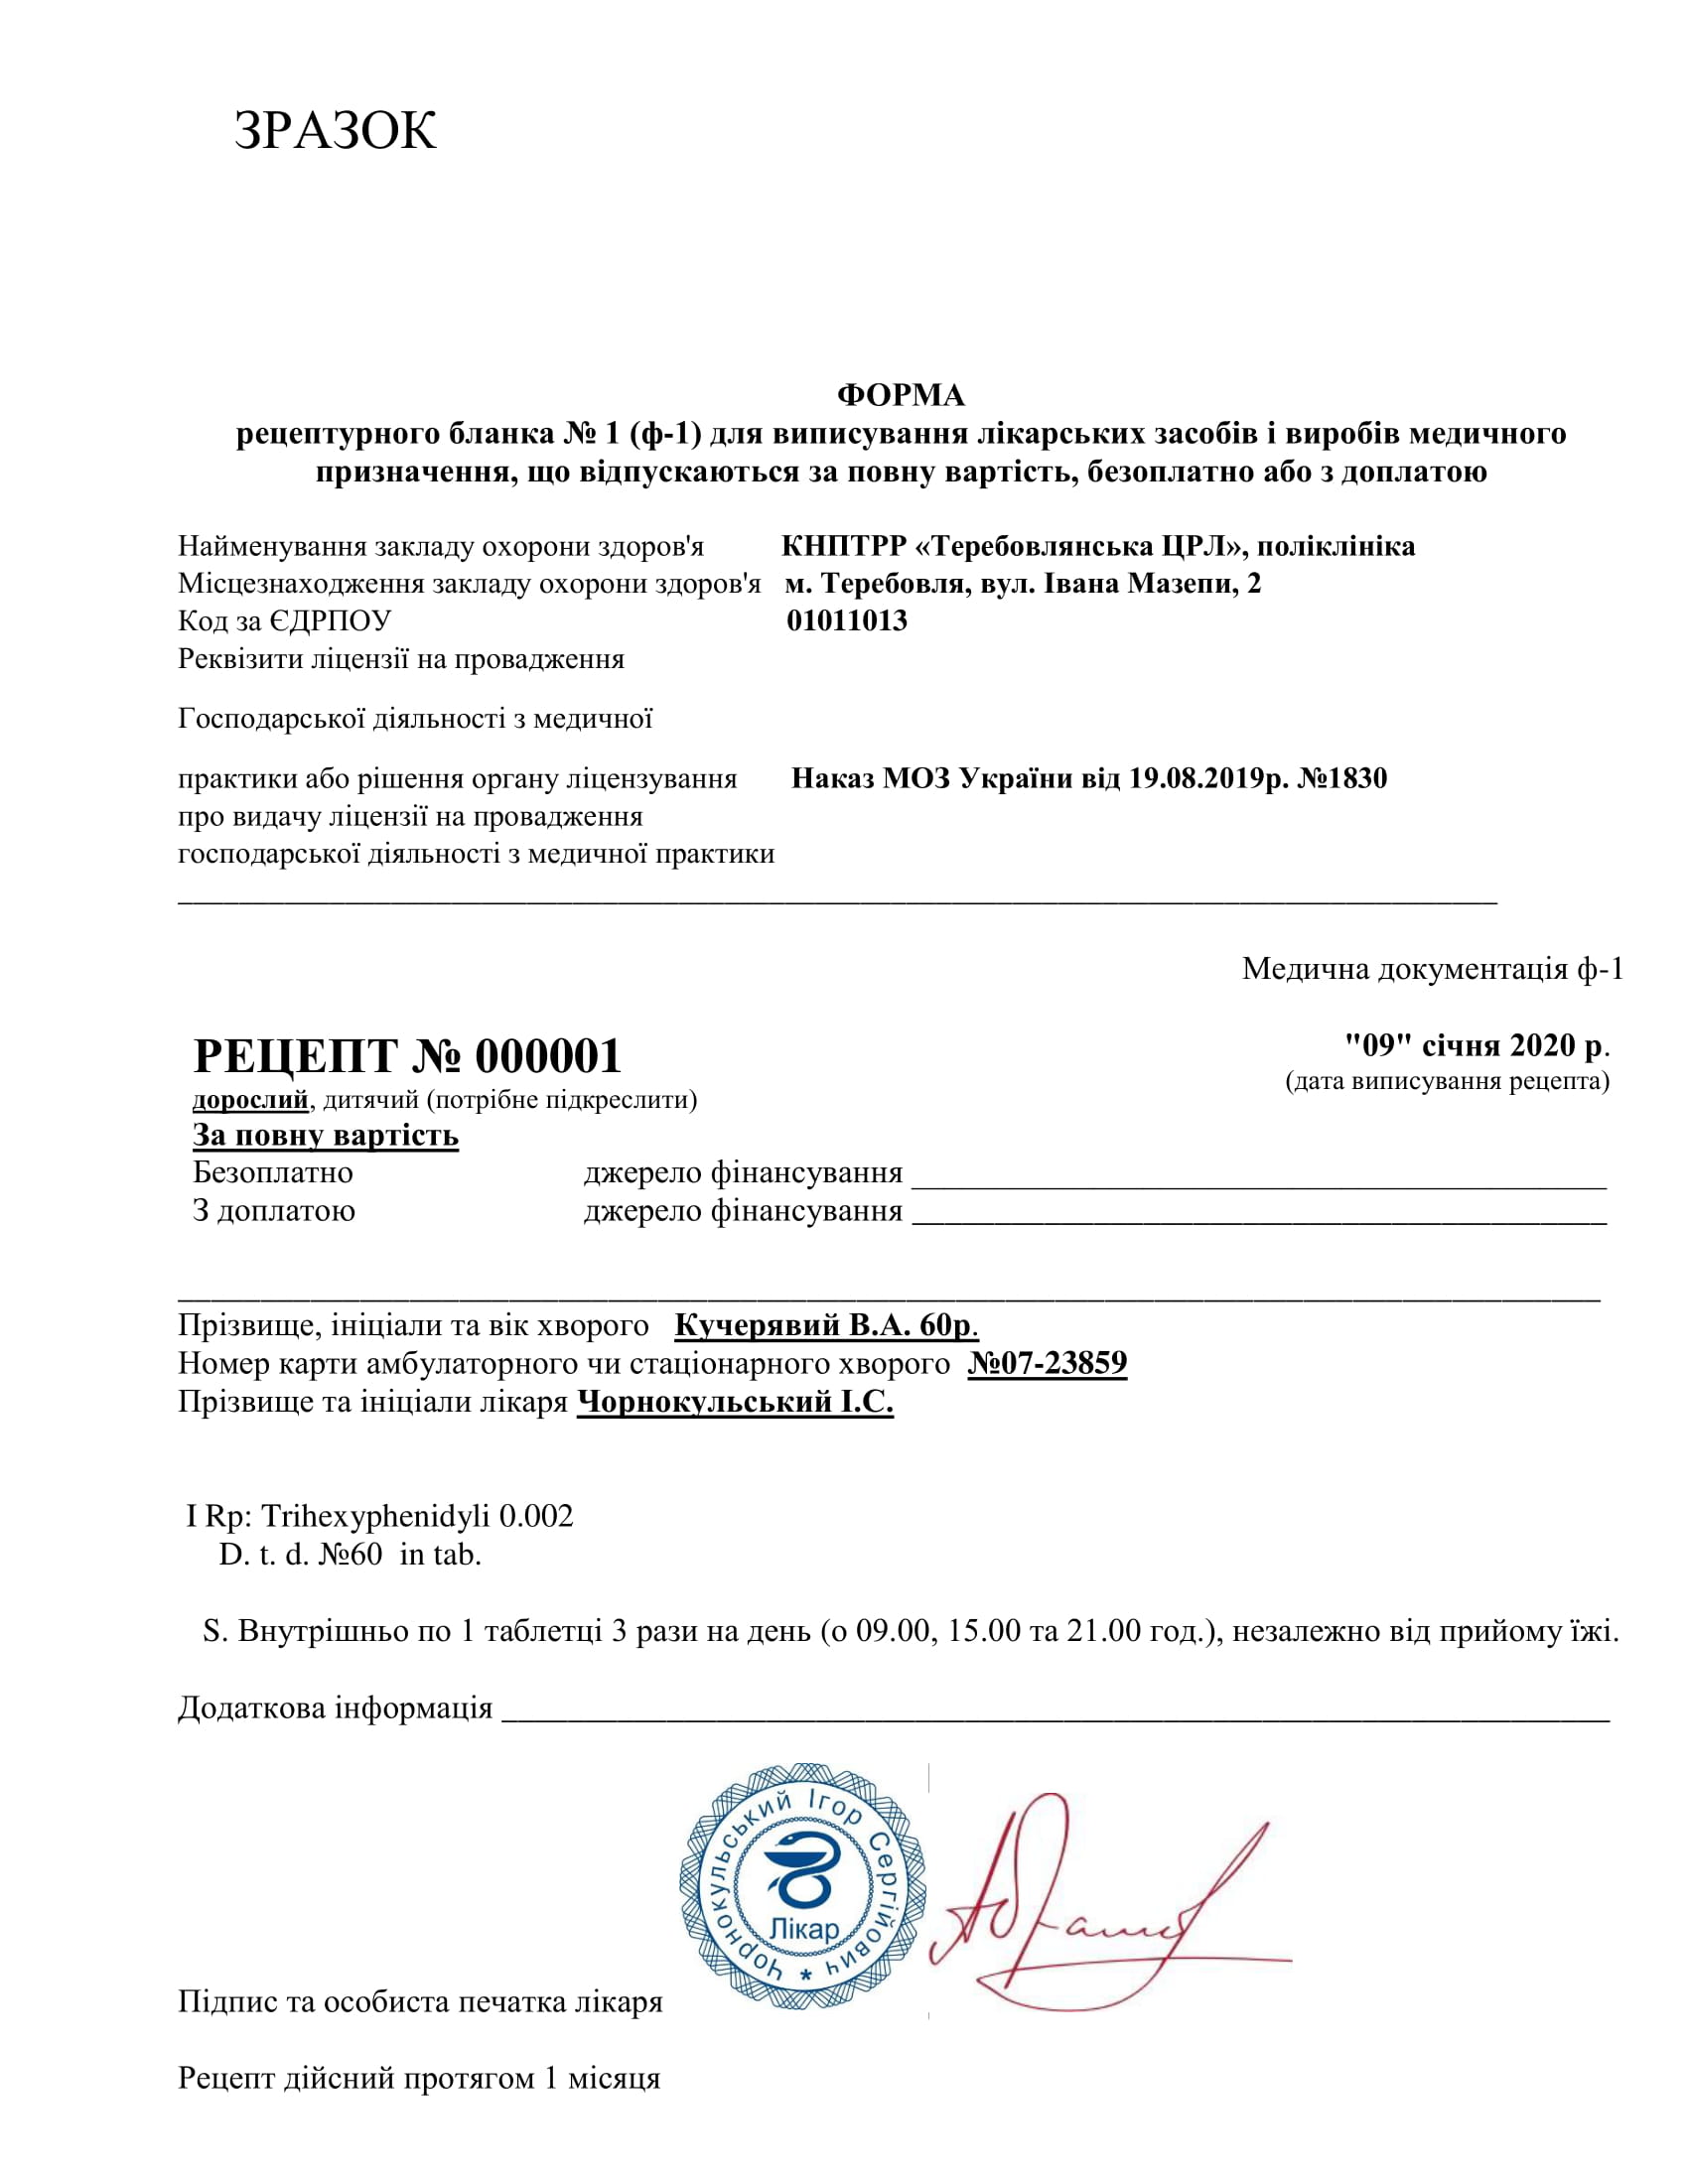 ЗРАЗОК
ФОРМА
рецептурного бланка № 1 (ф-1) для виписування лікарських засобів і виробів медичного
призначення, що відпускаються за повну вартість, безоплатно або з доплатою
Найменування закладу охорони здоров'я КНПТРР «Теребовлянська ЦРЛ», поліклініка
Місцезнаходження закладу охорони здоров'я м. Теребовля, вул. Івана Мазепи, 2
Код за ЄДРПОУ 01011013
Реквізити ліцензії на провадження
Господарської діяльності з медичної
практики або рішення органу ліцензування Наказ МОЗ України від 19.08.2019р. №1830
про видачу ліцензії на провадження
господарської діяльності з медичної практики
Медична документація ф-1
РЕЦЕПТ № 000001 "09" січня 2020 р.
(дата виписування рецепта)
дорослий, дитячий (потрібне підкреслити)
За повну вартість
Безоплатно джерело фінансування
З доплатою джерело фінансування
Прізвище, ініціали та вік хворого Кучерявий В.А. 60р.
Номер карти амбулаторного чи стаціонарного хворого №07-23859
Прізвище та ініціали лікаря Чорнокульський І.С.
I Rp: Trihexyphenidyli 0.002
D. t. d. №60 in tab.
S. Внутрішньо по 1 таблетці 3 рази на день (о 09.00, 15.00 та 21.00 год.), незалежно від прийому їжі.
Додаткова інформація
Чорнокульський Ігор Сергійович *
Лікар
Підпис та особиста печатка лікаря
Рецепт дійсний протягом 1 місяця